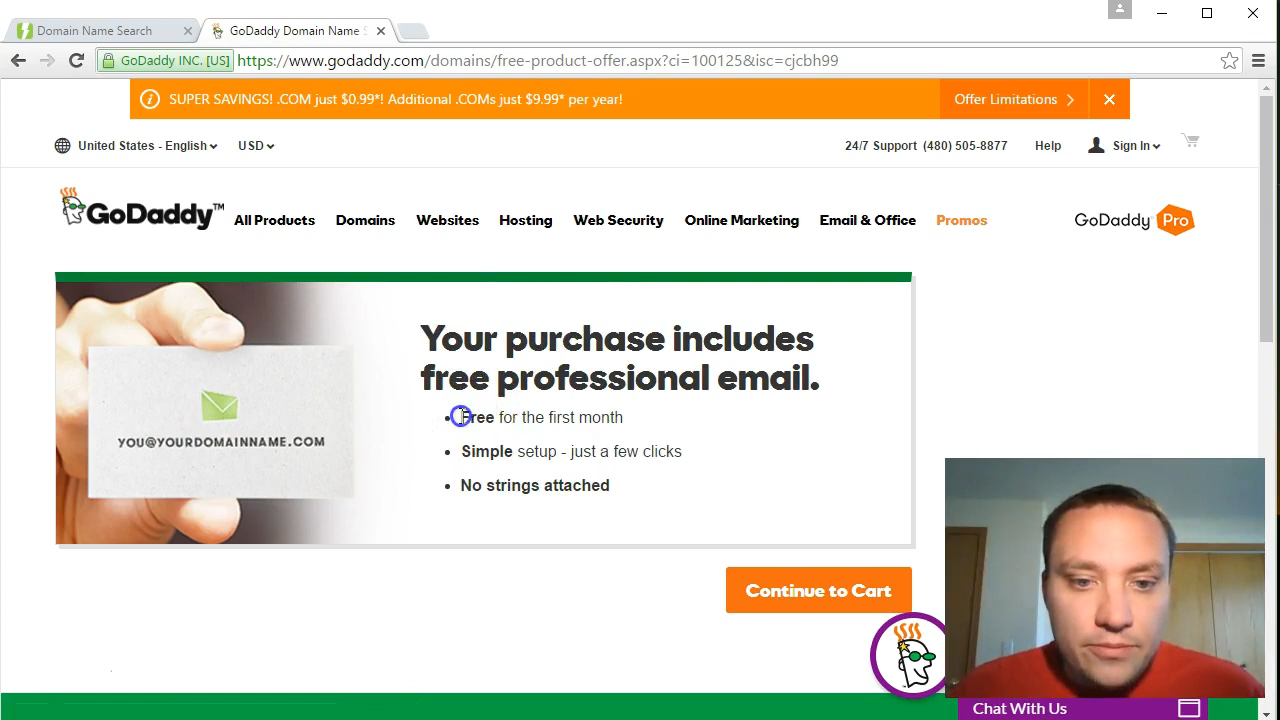 Domain Name Search
GoDaddy Domain Name S
GoDaddy INC. [US]
https://www.godaddy.com/domains/free-product-offer.aspx?ci=100125&isc=cjcbh99
SUPER SAVINGS! .COM just $0.99*! Additional .COMs just $9.99* per year!
Offer Limitations
United States - English
USD
24/7 Support (480) 505-8877
Help
Sign In
GoDaddy™
All Products
Domains
Websites
Hosting
Web Security
Online Marketing
Email & Office
Promos
GoDaddy Pro
YOU@YOURDOMAINNAME.COM
Your purchase includes
free professional email.
Free for the first month
Simple setup - just a few clicks
No strings attached
Continue to Cart
Chat With Us